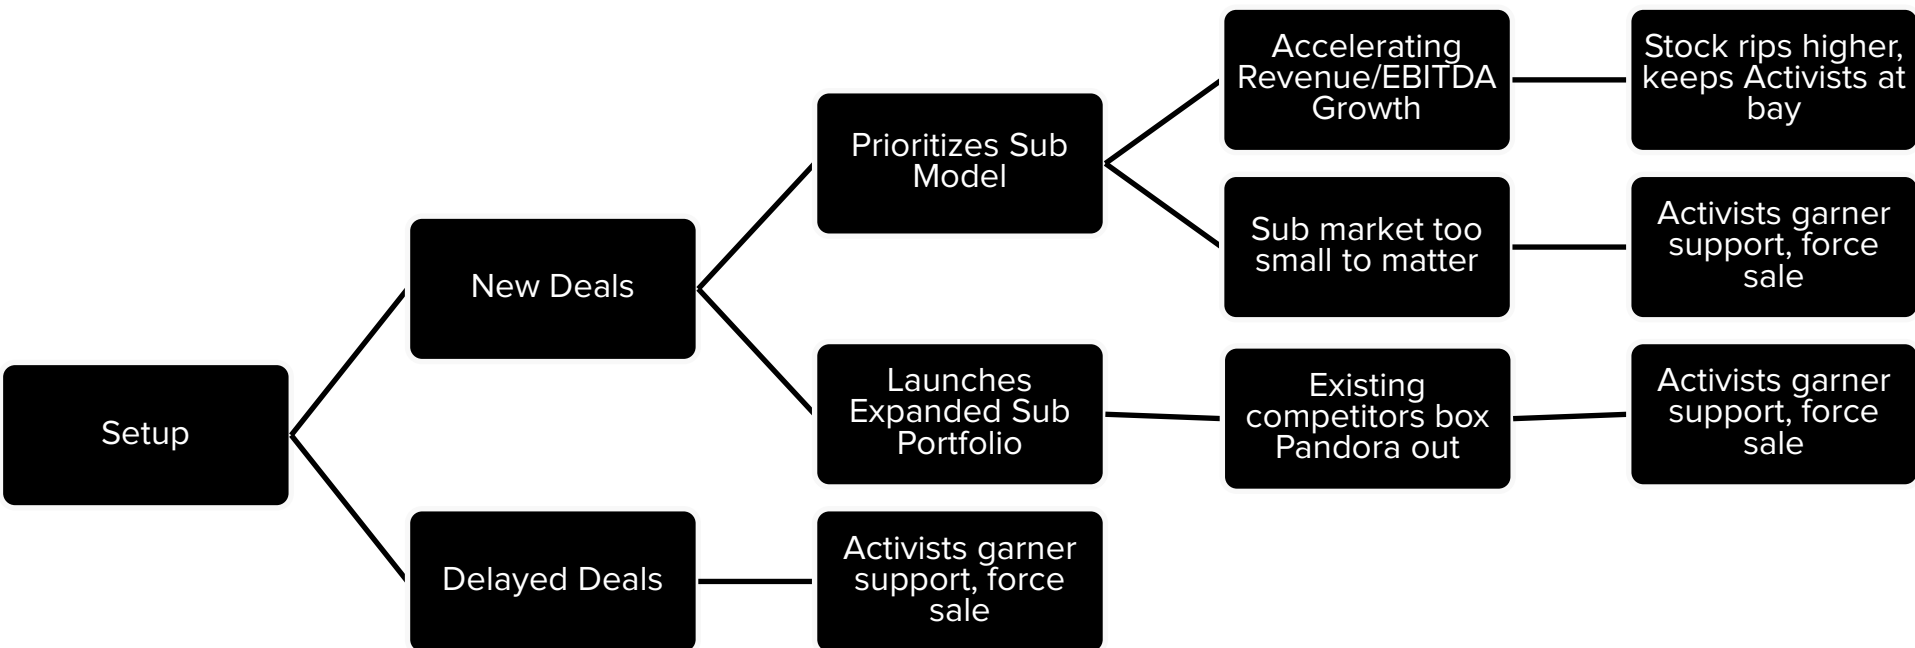 Setup
New Deals
Delayed Deals
Prioritizes Sub
Model
Launches
Expanded Sub
Portfolio
Activists garner
support, force
sale
Accelerating
Revenue/EBITDA
Growth
Sub market too
small to matter
Existing
competitors box
Pandora out
Stock rips higher,
keeps Activists at
bay
Activists garner
support, force
sale
Activists garner
support, force
sale